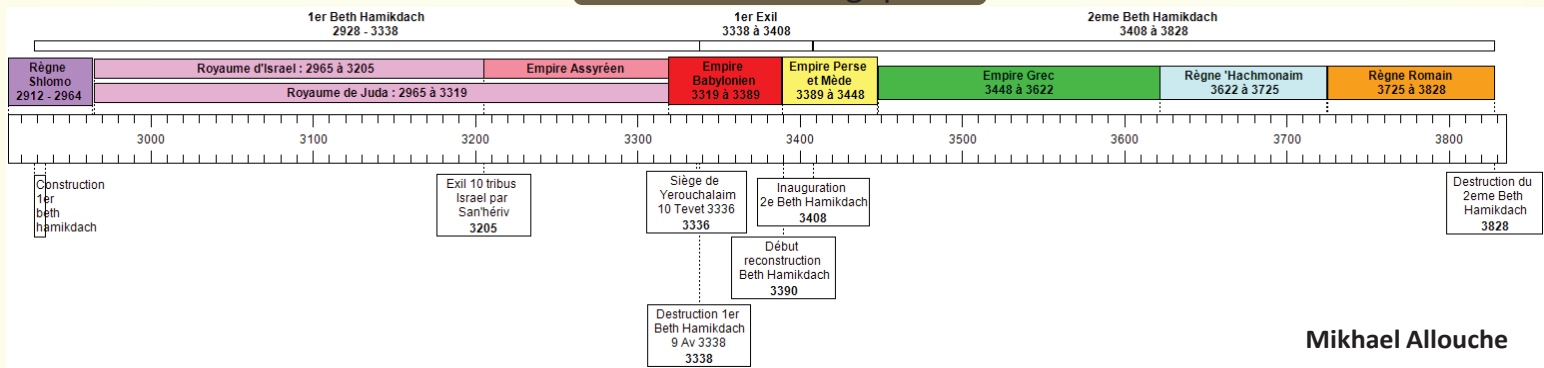 1er Beth Hamikdach
2928 - 3338
1er Exil
3338 à 3408
2eme Beth Hamikdach
3408 à 3828
Règne
Shlomo
2912 - 2964
Royaume d'Israel : 2965 à 3205
Empire Assyréen
Royaume de Juda : 2965 à 3319
Empire
Babylonien
3319 à 3389
Empire Perse
et Mède
3389 à 3448
Empire Grec
3448 à 3622
Règne 'Hachmonaim
3622 à 3725
Règne Romain
3725 à 3828
3000
3100
3200
3300
3400
3500
3600
3700
3800
Construction
1er
beth
hamikdach
Exil 10 tribus
Israel par
San'hériv
3205
Siège de
Yerouchalaim
10 Tevet 3336
3336
Inauguration
2e Beth Hamikdach
3408
Début
reconstruction
Beth Hamikdach
3390
Destruction 1er
Beth Hamikdach
9 Av 3338
3338
Destruction du
2eme Beth
Hamikdach
3828
Mikhael Allouche